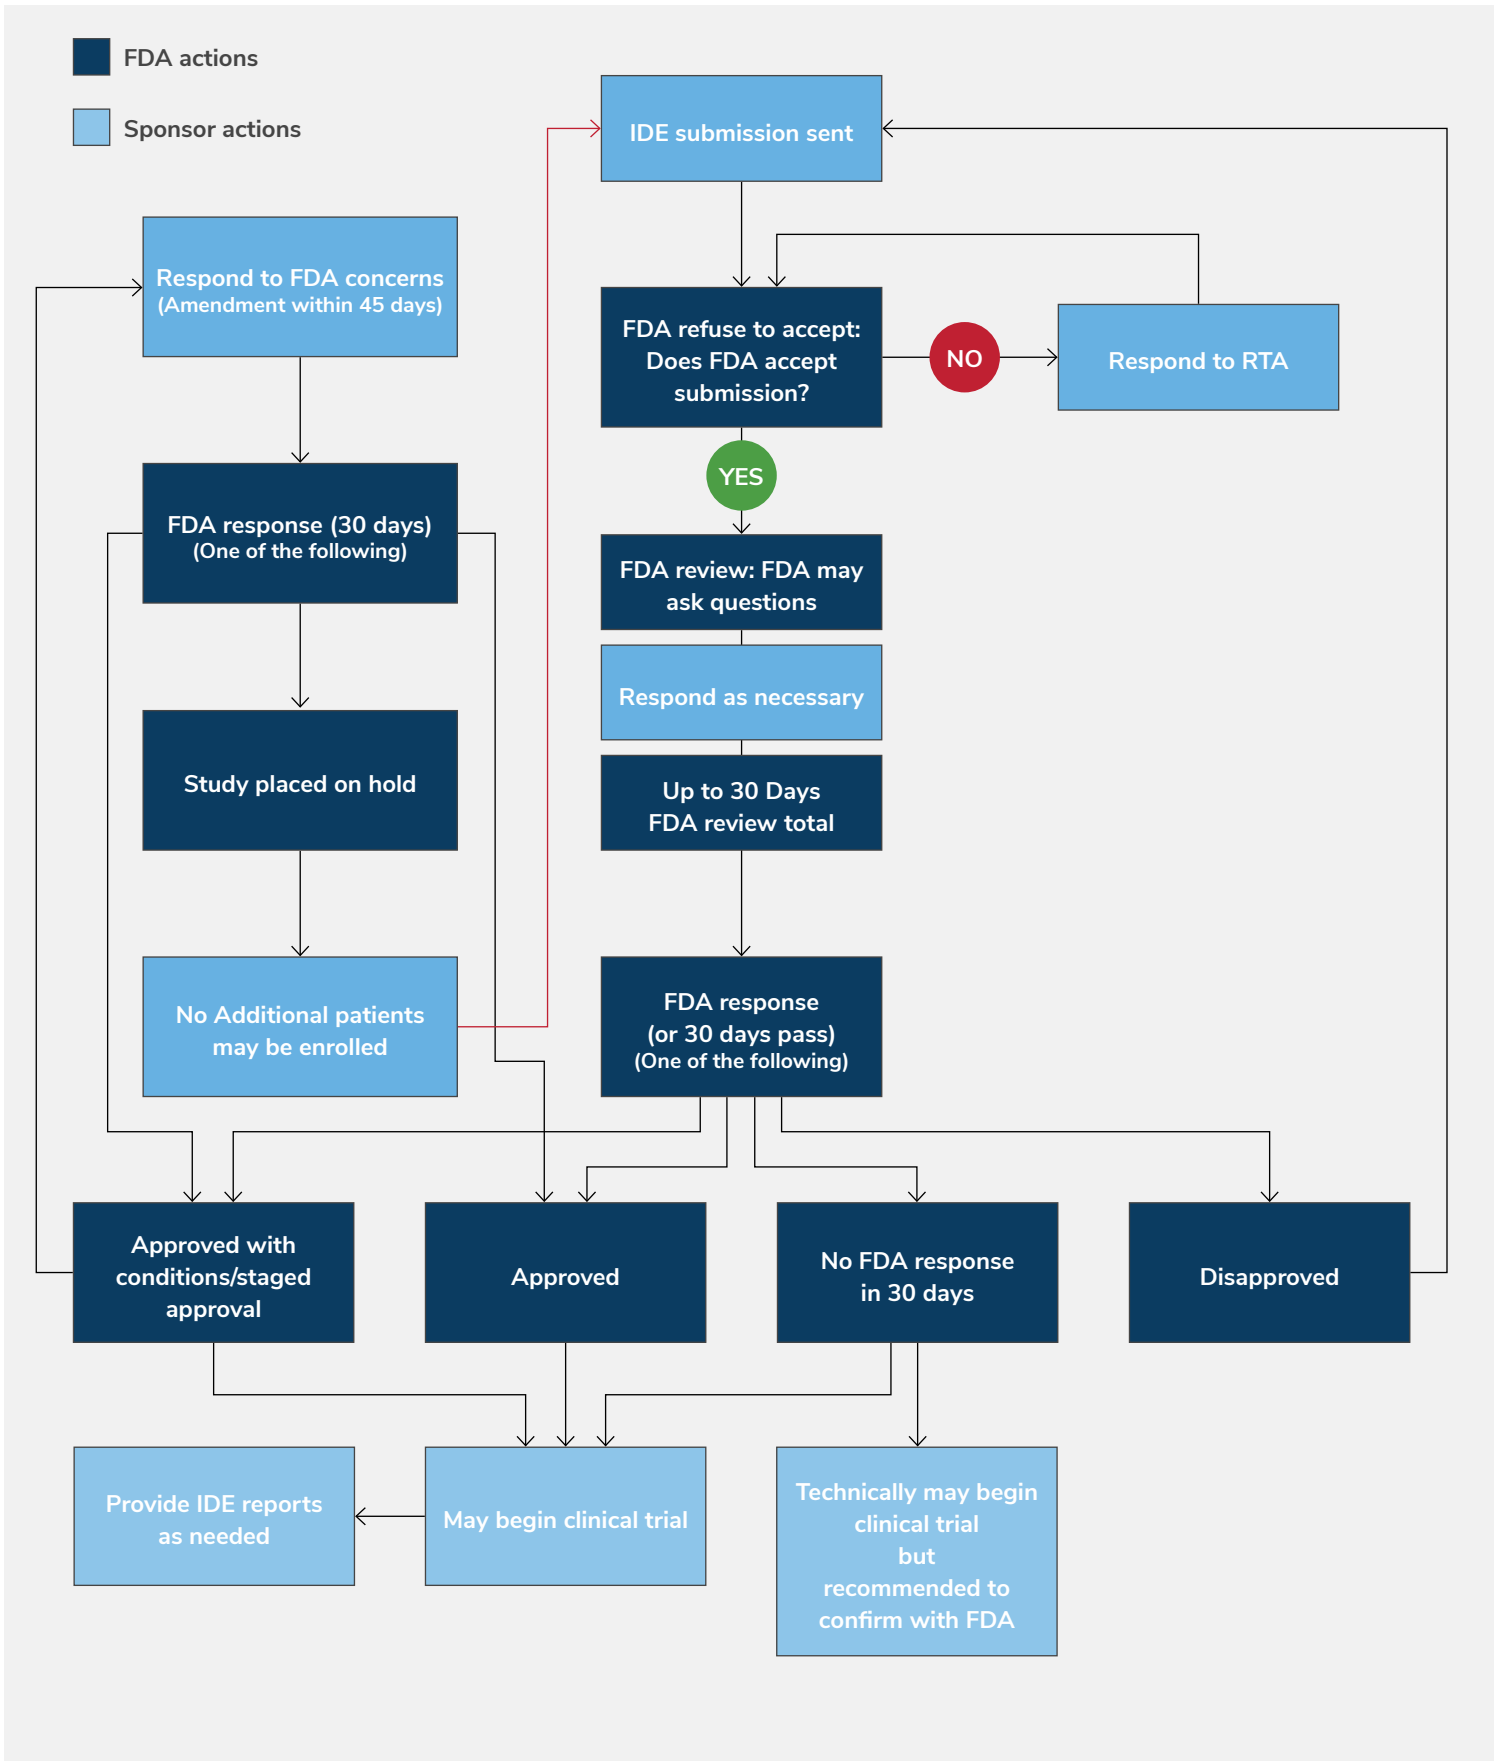 FDA actions
Sponsor actions
IDE submission sent
Respond to FDA concerns
(Amendment within 45 days)
FDA refuse to accept:
Does FDA accept
submission?
NO
Respond to RTA
YES
FDA response (30 days)
(One of the following)
FDA review: FDA may
ask questions
Respond as necessary
Study placed on hold
Up to 30 Days
FDA review total
No Additional patients
may be enrolled
FDA response
(or 30 days pass)
(One of the following)
Approved with
conditions/staged
approval
Approved
No FDA response
in 30 days
Disapproved
Provide IDE reports
as needed
May begin clinical trial
Technically may begin
clinical trial
but
recommended to
confirm with FDA